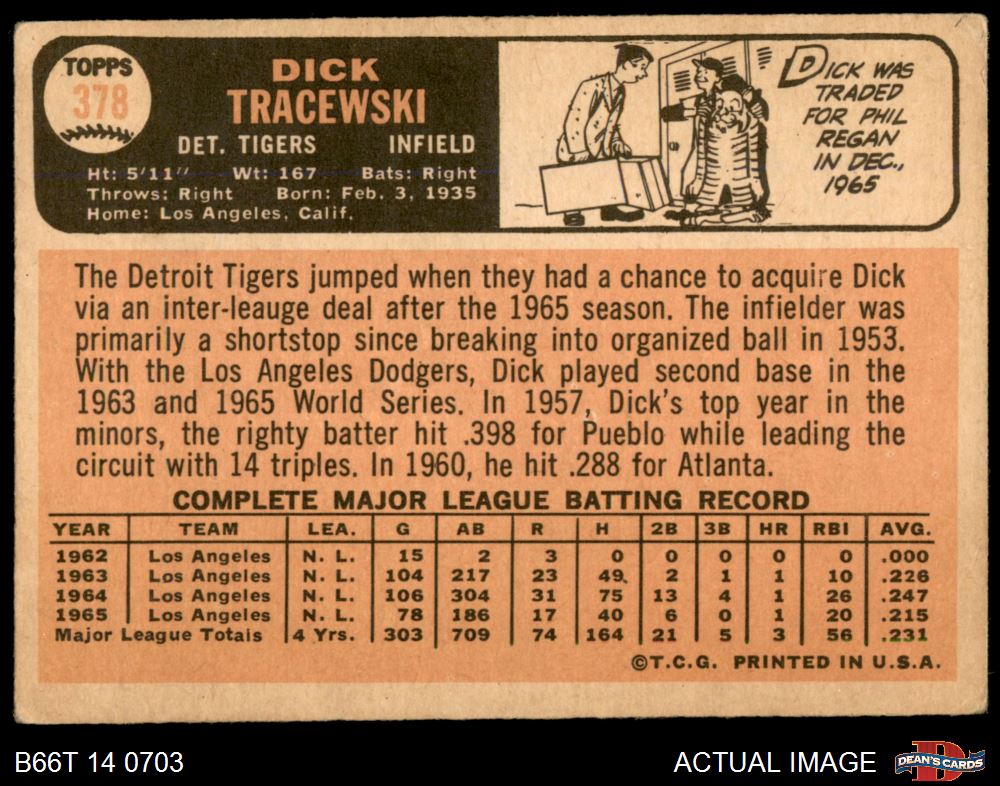 TOPPS
378
DICK
TRACEWSKI
DET. TIGERS INFIELD
Ht: 5'11" Wt: 167 Bats: Right
Throws: Right Born: Feb. 3, 1935
Home: Los Angeles, Calif.
DICK WAS
TRADED
FOR PHIL
REGAN
IN DEC.,
1965
The Detroit Tigers jumped when they had a chance to acquire Dick
via an inter-leauge deal after the 1965 season. The infielder was
primarily a shortstop since breaking into organized ball in 1953.
With the Los Angeles Dodgers, Dick played second base in the
1963 and 1965 World Series. In 1957, Dick's top year in the
minors, the righty batter hit .398 for Pueblo while leading the
circuit with 14 triples. In 1960, he hit .288 for Atlanta.
COMPLETE MAJOR LEAGUE BATTING RECORD
YEAR TEAM LEA. G AB R H 2B 3B HR RBI AVG.
1962 Los Angeles N. L. 15 2 3 0 0 0 0 0 .000
1963 Los Angeles N. L. 104 217 23 49 2 1 1 10 .226
1964 Los Angeles N. L. 106 304 31 75 13 4 1 26 .247
1965 Los Angeles N. L. 78 186 17 40 6 0 1 20 .215
Major League Totals 4 Yrs. 303 709 74 164 21 5 3 56 .231
©T.C.G. PRINTED IN U.S.A.
B66T 14 0703 ACTUAL IMAGE DEAN'S CARDS